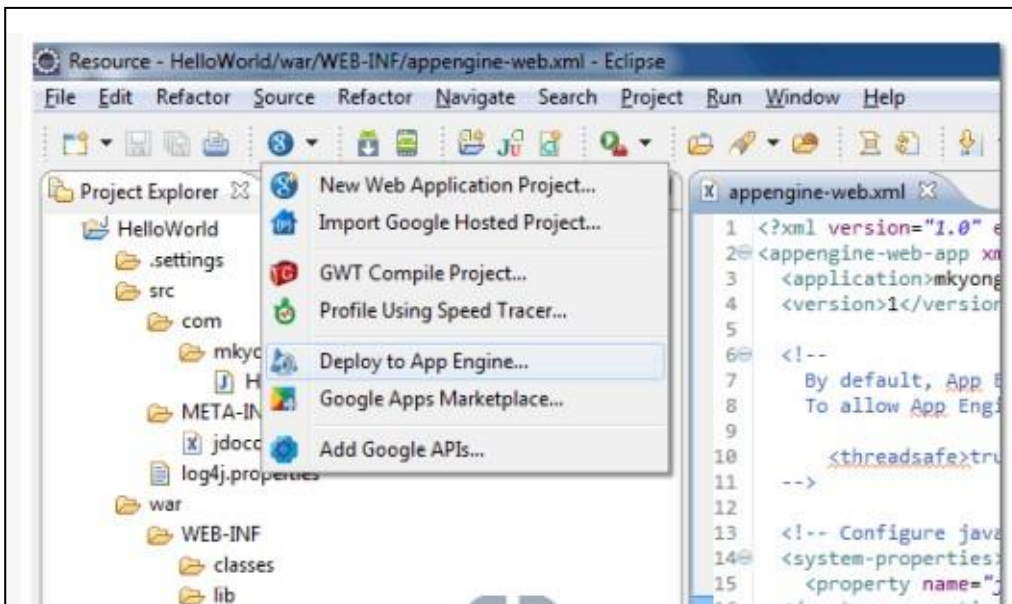 Resource - HelloWorld/war/WEB-INF/appengine-web.xml - Eclipse
File Edit Refactor Source Refactor Navigate Search Project Run Window Help
Project Explorer
HelloWorld
.settings
src
com
META-IN
log4j.properties
war
WEB-INF
classes
lib
New Web Application Project...
Import Google Hosted Project...
GWT Compile Project...
Profile Using Speed Tracer...
Deploy to App Engine...
Google Apps Marketplace...
Add Google APIs...
appengine-web.xml
1 <?xml version="1.0" e
2 <appengine-web-app xm
3 <application>mkyong
4 <version>1</version
5
6 <!--
7 By default, App E
8 To allow App Engi
9
10 <threadsafe>tru
11 -->
12
13 <!-- Configure java
14 <system-properties>
15 <property name="j